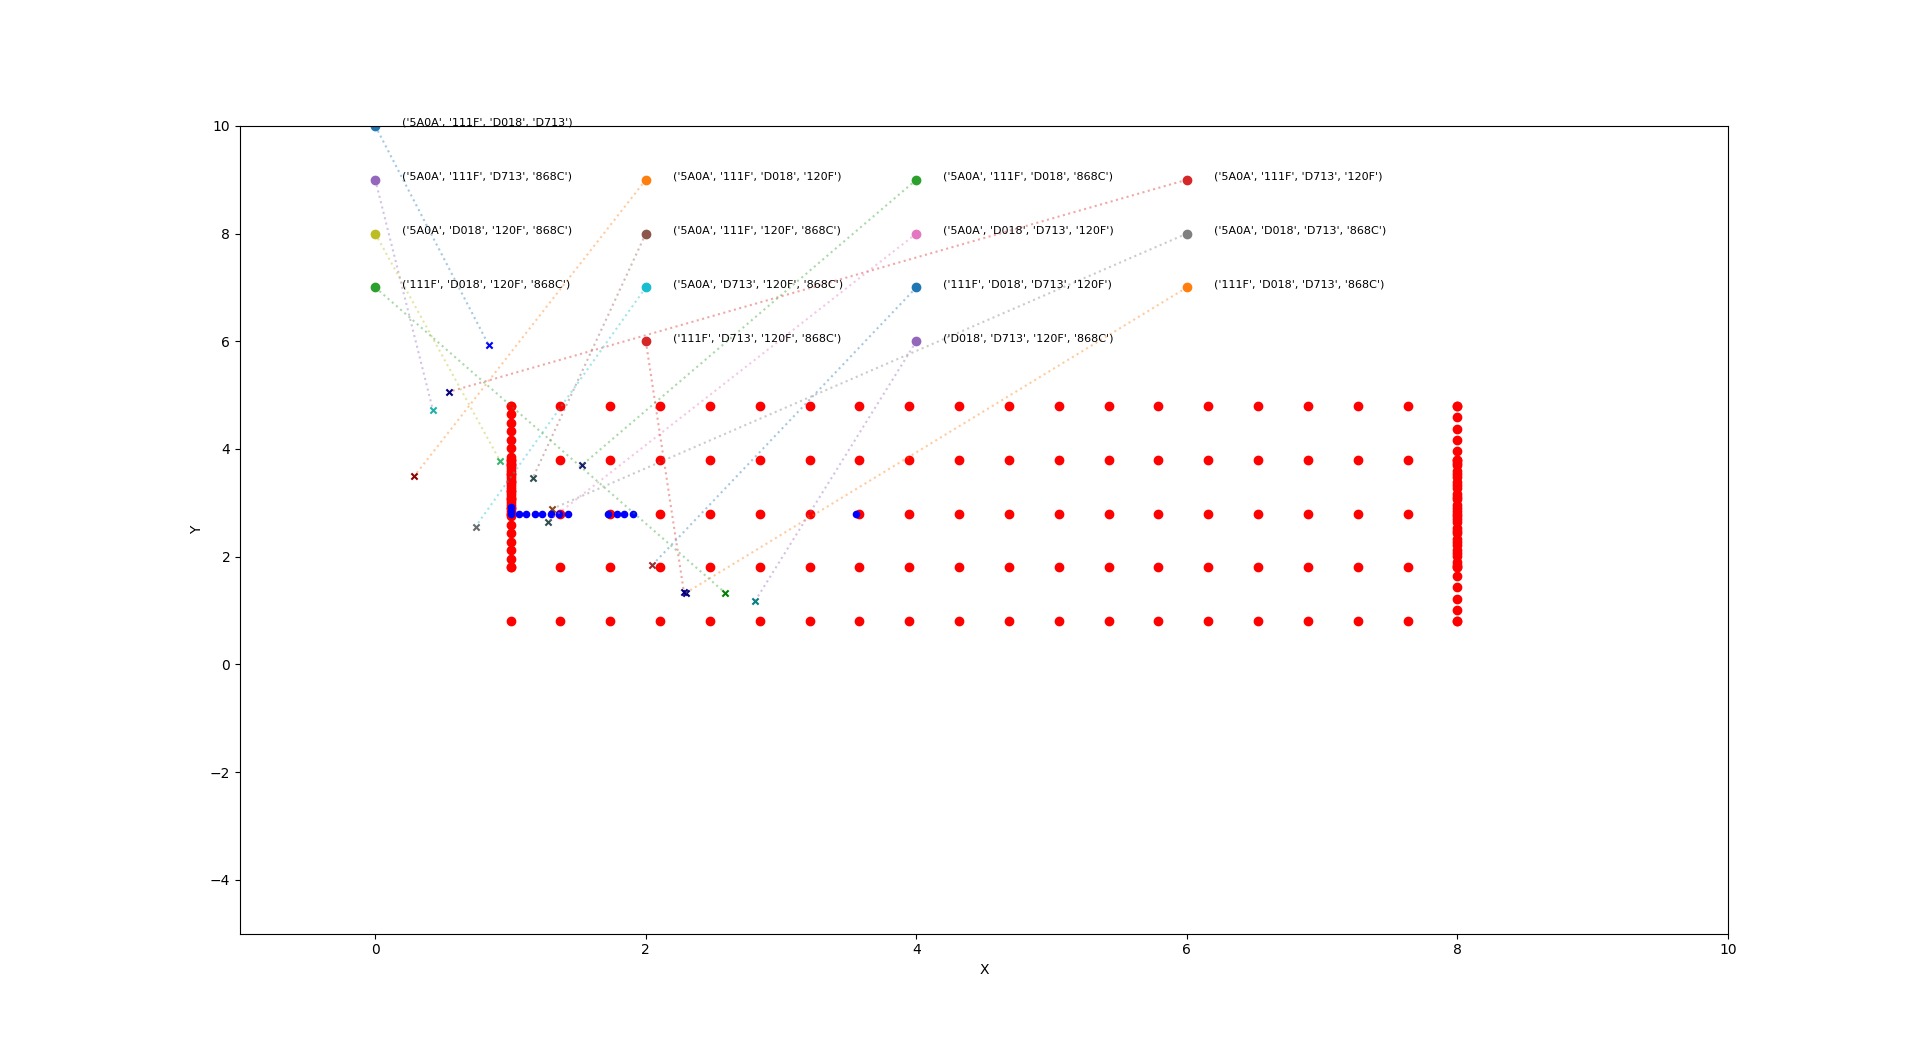 ('5A0A', '111F', 'D018', 'D713')
('5A0A', '111F', 'D713', '868C')
('5A0A', '111F', 'D018', '120F')
('5A0A', '111F', 'D018', '868C')
('5A0A', '111F', 'D713', '120F')
('5A0A', 'D018', '120F', '868C')
('5A0A', '111F', '120F', '868C')
('5A0A', 'D018', 'D713', '120F')
('5A0A', 'D018', 'D713', '868C')
('111F', 'D018', '120F', '868C')
('5A0A', 'D713', '120F', '868C')
('111F', 'D018', 'D713', '120F')
('111F', 'D018', 'D713', '868C')
('111F', 'D713', '120F', '868C')
('D018', 'D713', '120F', '868C')
10
8
6
4
2
0
−2
−4
Y
0 2 4 6 8 10
X